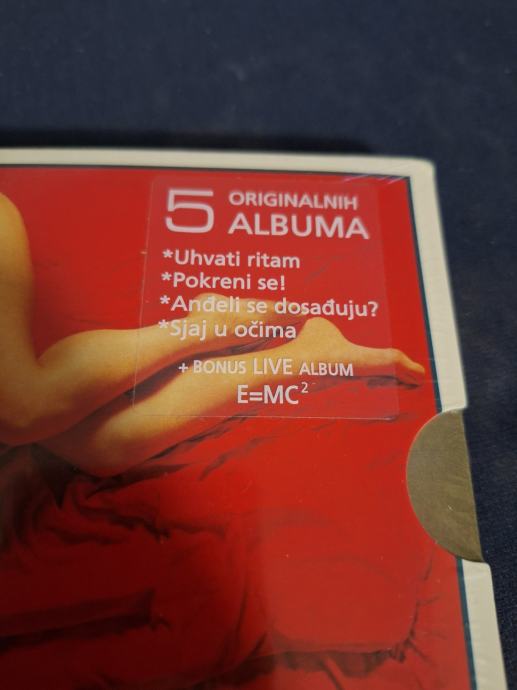 5 ORIGINALNIH
ALBUMA
*Uhvati ritam
*Pokreni se!
*Anđeli se dosađuju?
*Sjaj u očima
+ BONUS LIVE ALBUM
E=MC²